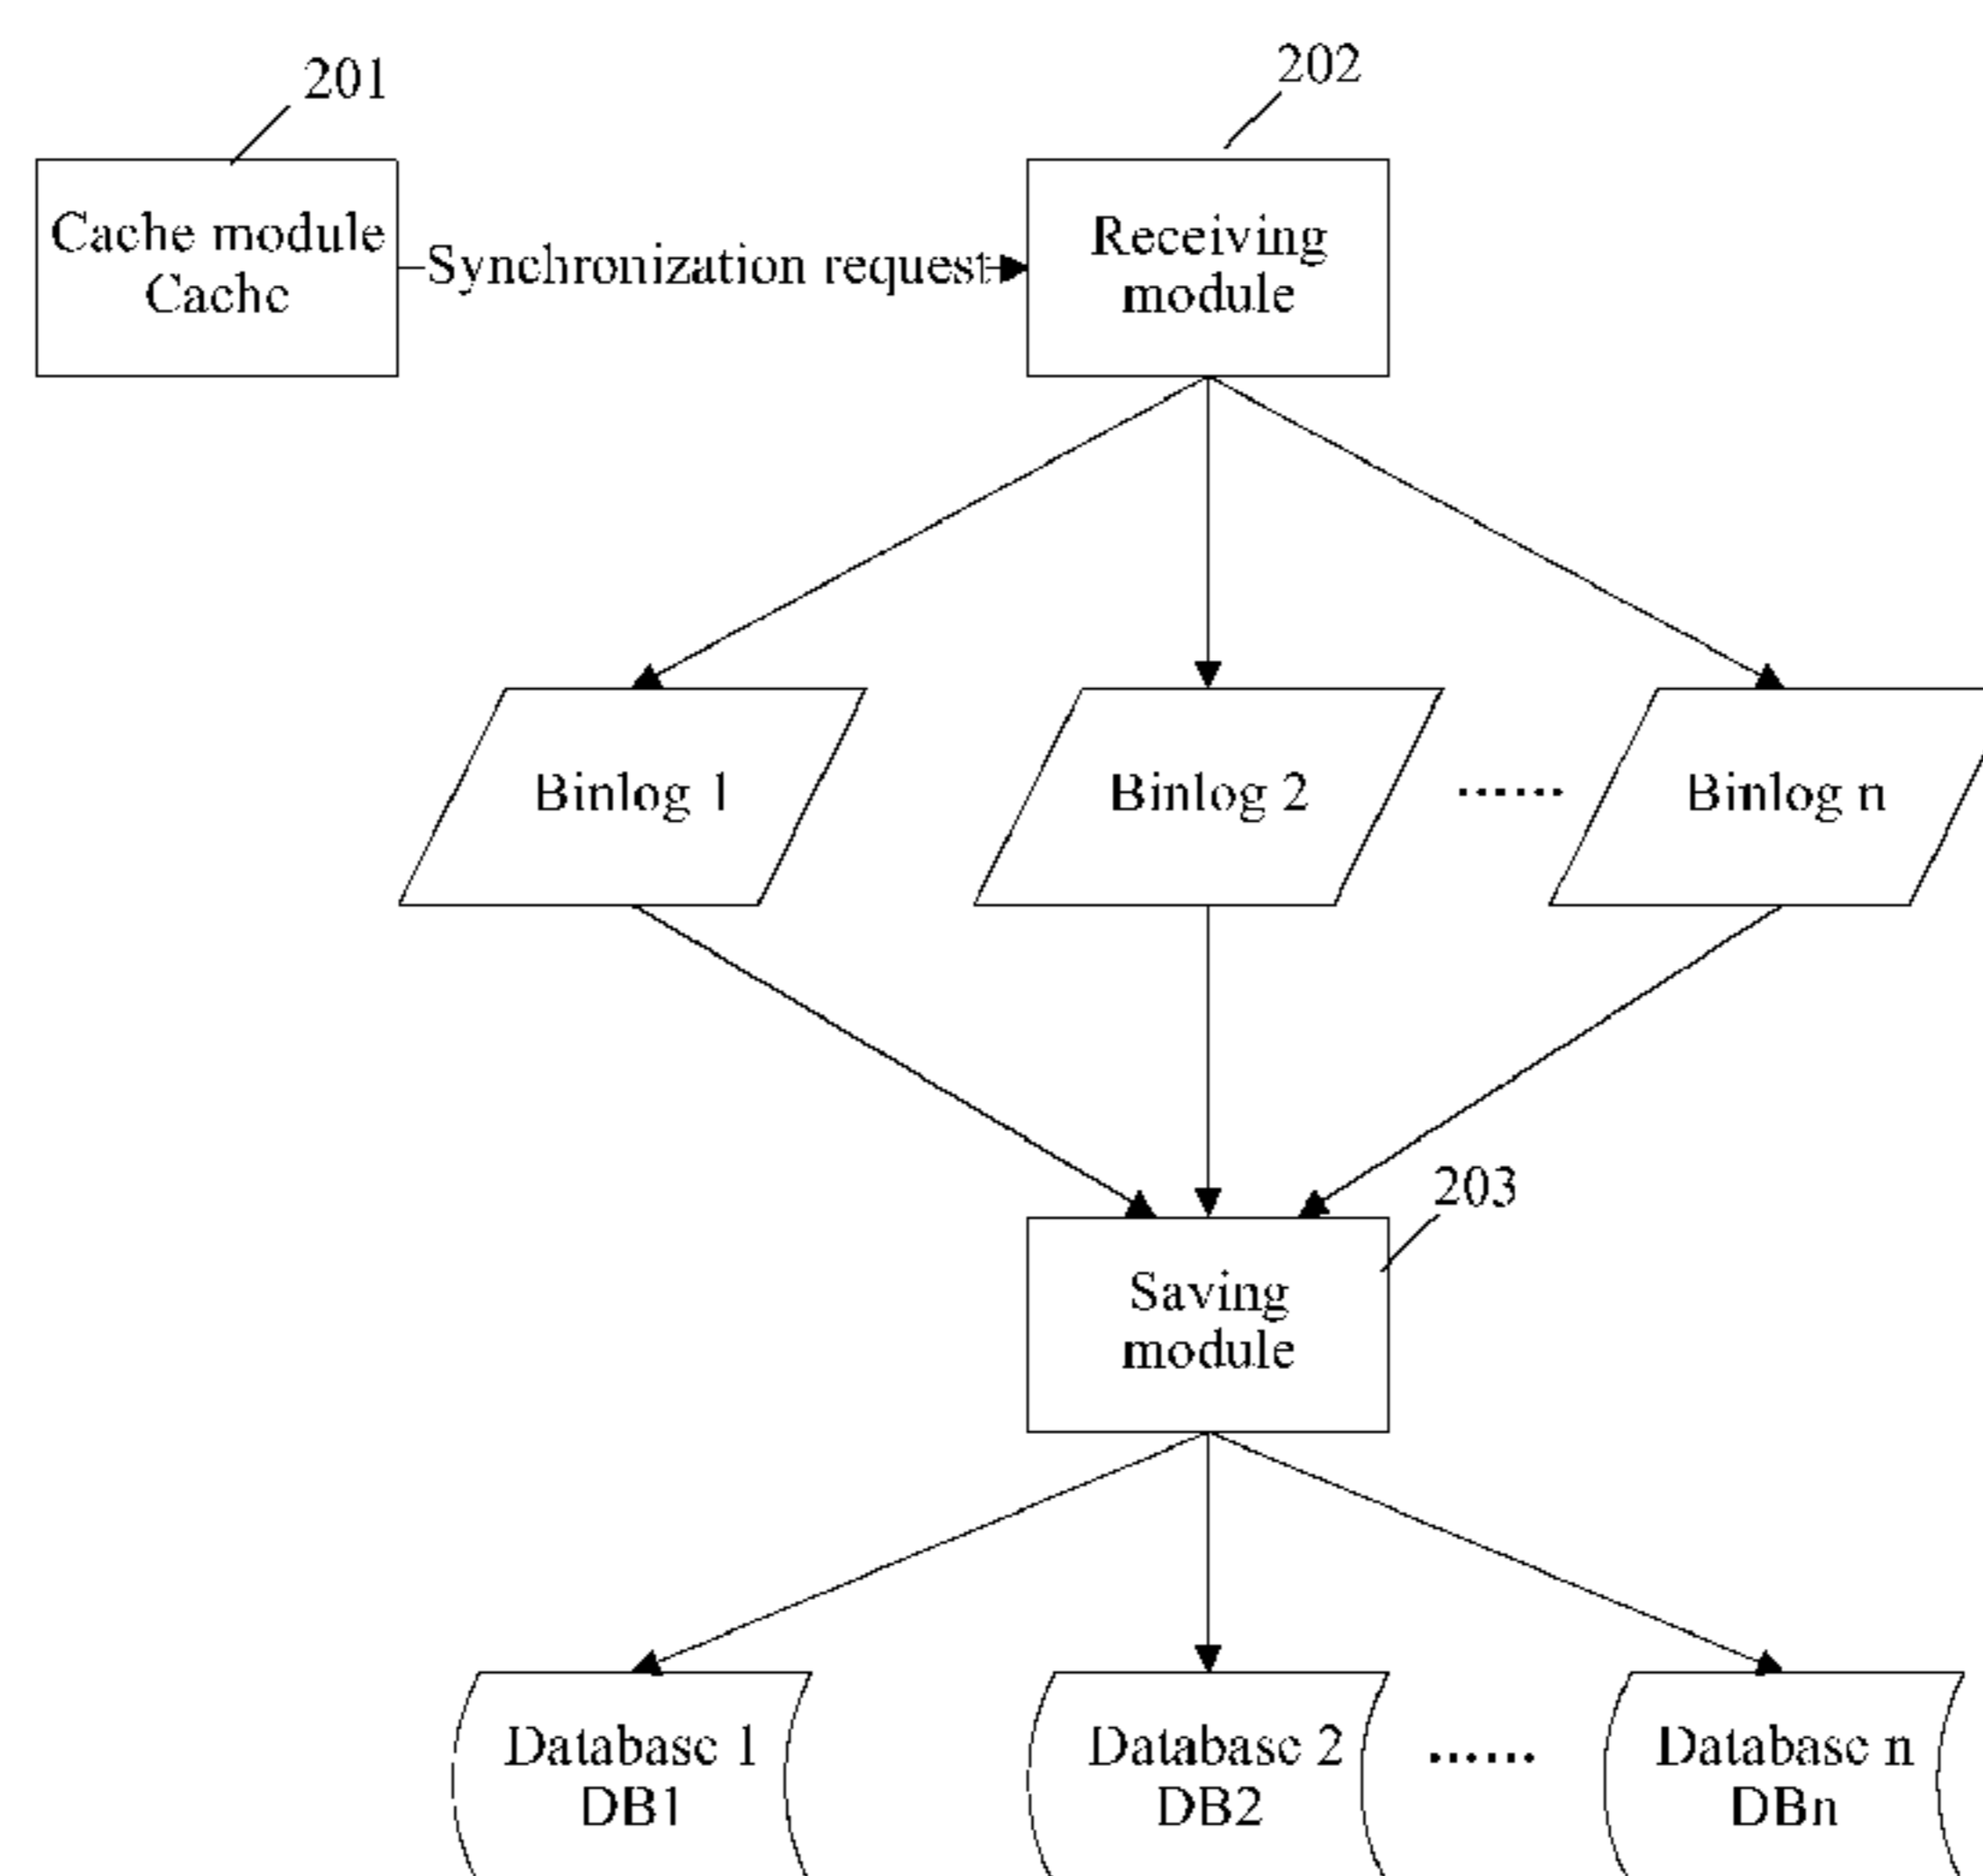 201
202
Cache module
Cache
Synchronization request
Receiving
module
Binlog 1
Binlog 2
......
Binlog n
203
Saving
module
Database 1
DB1
Database 2
DB2
......
Database n
DBn